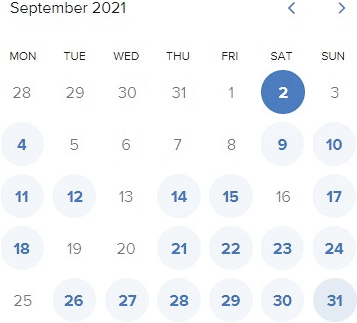 September 2021
MON TUE WED THU FRI SAT SUN
28 29 30 31 1 2 3
4 5 6 7 8 9 10
11 12 13 14 15 16 17
18 19 20 21 22 23 24
25 26 27 28 29 30 31